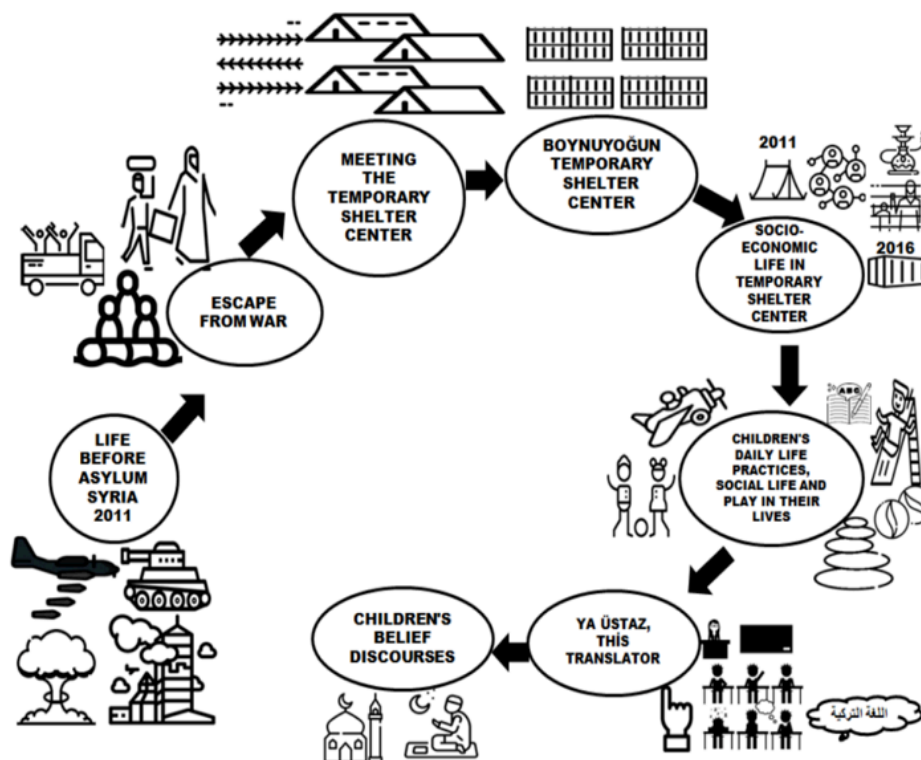 LIFE
BEFORE
ASYLUM
SYRIA
2011
ESCAPE
FROM WAR
MEETING
THE
TEMPORARY
SHELTER
CENTER
BOYNUYOĞUN
TEMPORARY
SHELTER
CENTER
2011
SOCIO-
ECONOMIC
LIFE IN
TEMPORARY
SHELTER
CENTER
2016
ABC
CHILDREN'S
DAILY LIFE
PRACTICES,
SOCIAL LIFE AND
PLAY IN THEIR
LIVES
YA ÜSTAZ,
THİS
TRANSLATOR
اللغة التركية
CHILDREN'S
BELIEF
DISCOURSES